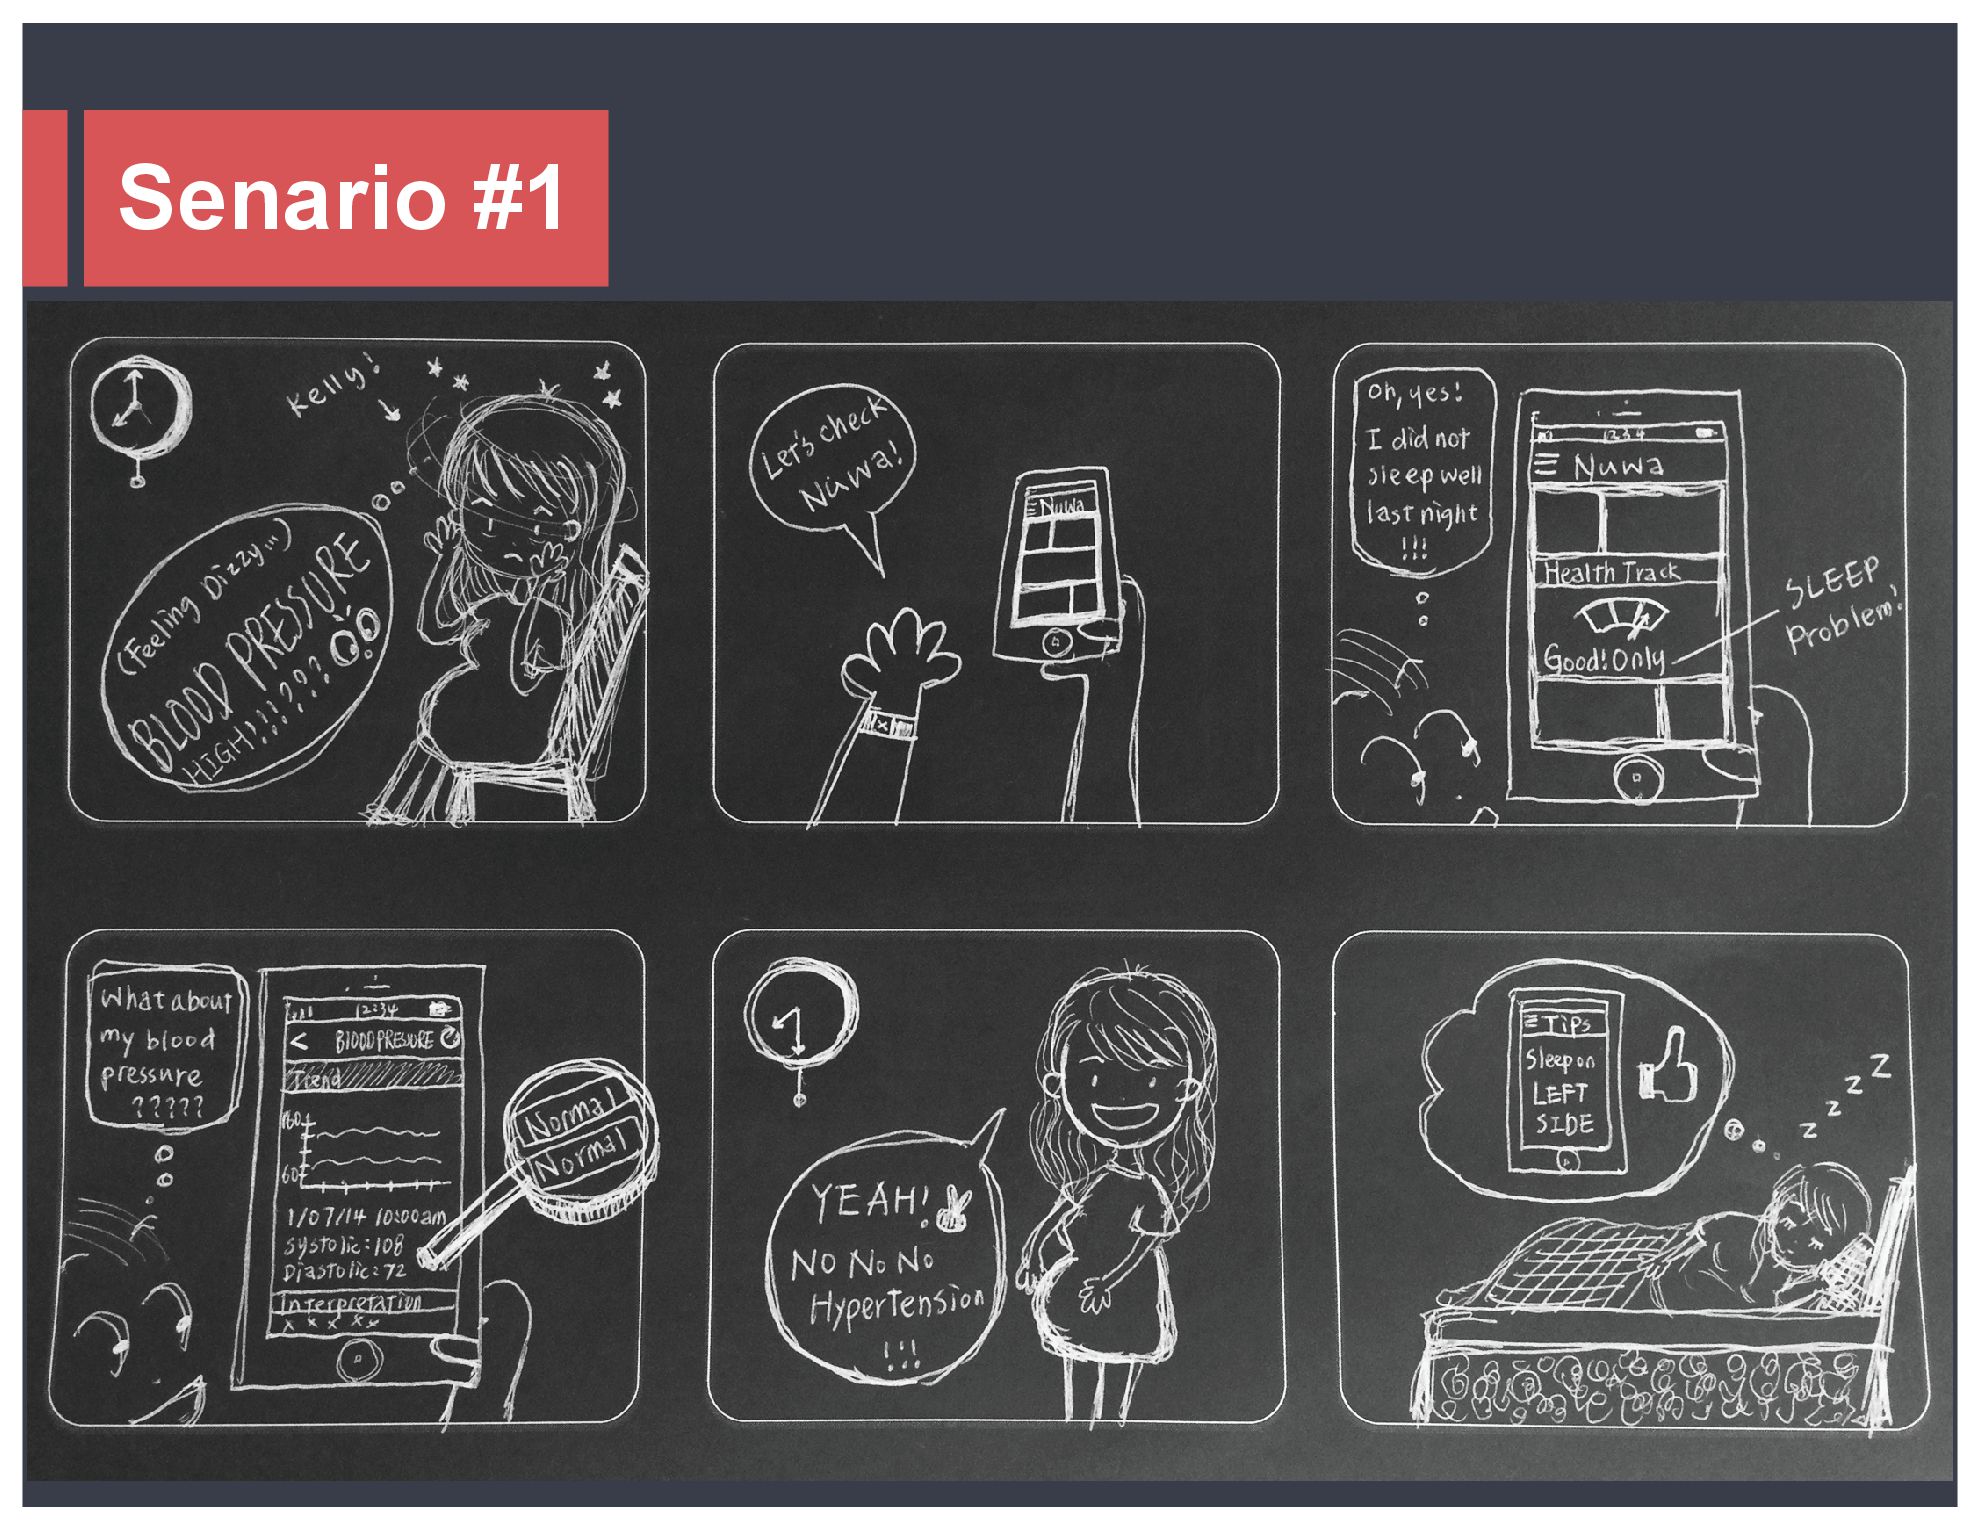 Senario #1
Kelly!
(Feeling Dizzy...)
BLOOD PRESSURE
HIGH!!!!????
Let's check
Nuwa!
Nuwa
Oh, yes!
I did not
sleep well
last night
!!!
1234
Nuwa
Health Track
Good! Only
SLEEP
Problem!
What about
my blood
pressure
?????
12:34
< BLOOD PRESSURE
Trend
160
60
1/07/14 10:00am
Systolic:108
Diastolic:72
Interpretation
x x x x x
Normal
Normal
YEAH!
NO NO NO
Hypertension
!!!
Tips
Sleep on
LEFT
SIDE
z z z z